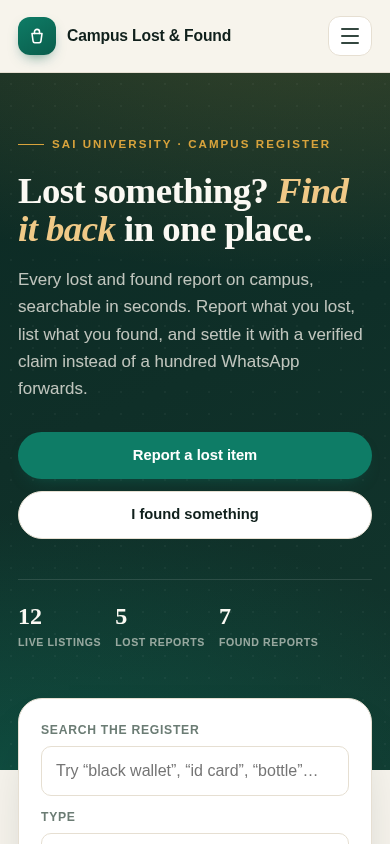 Campus Lost & Found
SAI UNIVERSITY · CAMPUS REGISTER
Lost something? Find
it back in one place.
Every lost and found report on campus,
searchable in seconds. Report what you lost,
list what you found, and settle it with a verified
claim instead of a hundred WhatsApp
forwards.
Report a lost item
I found something
12 5 7
LIVE LISTINGS LOST REPORTS FOUND REPORTS
SEARCH THE REGISTER
Try “black wallet”, “id card”, “bottle”…
TYPE